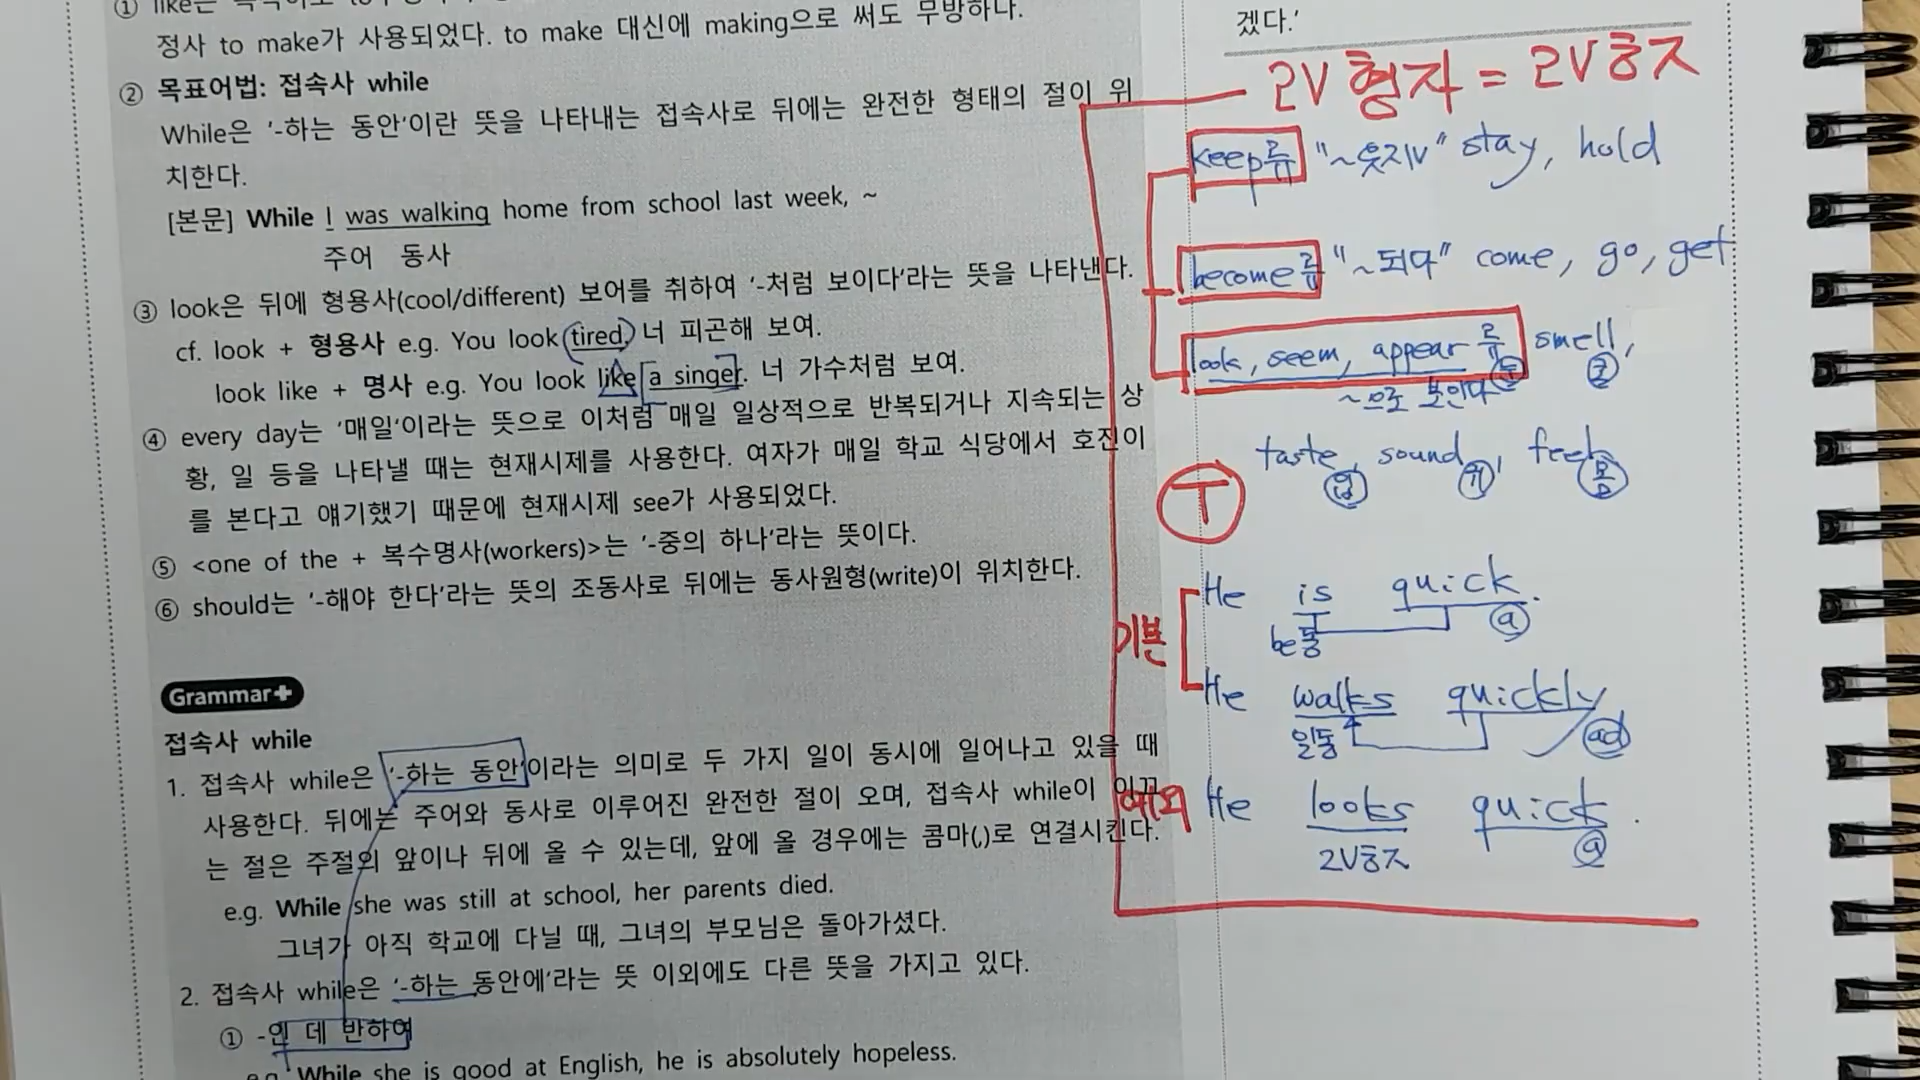 ① like는
정사 to make가 사용되었다. to make 대신에 making으로 써도 무방하다.
② 목표어법: 접속사 while
While은 '-하는 동안'이란 뜻을 나타내는 접속사로 뒤에는 완전한 형태의 절이 위
치한다.
[본문] While I was walking home from school last week, ~
주어 동사
③ look은 뒤에 형용사(cool/different) 보어를 취하여 '-처럼 보이다'라는 뜻을 나타낸다.
cf. look + 형용사 e.g. You look tired. 너 피곤해 보여.
look like + 명사 e.g. You look like a singer. 너 가수처럼 보여.
④ every day는 '매일'이라는 뜻으로 이처럼 매일 일상적으로 반복되거나 지속되는 상
황, 일 등을 나타낼 때는 현재시제를 사용한다. 여자가 매일 학교 식당에서 호진이
를 본다고 얘기했기 때문에 현재시제 see가 사용되었다.
⑤ <one of the + 복수명사(workers)>는 '-중의 하나'라는 뜻이다.
⑥ should는 '-해야 한다'라는 뜻의 조동사로 뒤에는 동사원형(write)이 위치한다.
Grammar+
접속사 while
1. 접속사 while은 '-하는 동안'이라는 의미로 두 가지 일이 동시에 일어나고 있을 때
사용한다. 뒤에는 주어와 동사로 이루어진 완전한 절이 오며, 접속사 while이 이끄
는 절은 주절의 앞이나 뒤에 올 수 있는데, 앞에 올 경우에는 콤마(,)로 연결시킨다.
e.g. While she was still at school, her parents died.
그녀가 아직 학교에 다닐 때, 그녀의 부모님은 돌아가셨다.
2. 접속사 while은 '-하는 동안에'라는 뜻 이외에도 다른 뜻을 가지고 있다.
① -인 데 반하여
e.g. While she is good at English, he is absolutely hopeless.
겠다.'
2V형자 = 2V흐지
keep류 stay, hold
become류 "~되다" come, go, get
look, seem, appear류 눈 smell, 코
~으로 보인다
taste 입, sound 귀, feel 몸
T
기본
He is quick.
be동 a
He walks quickly
일동 ad
예외 He looks quick.
2V흐지 a